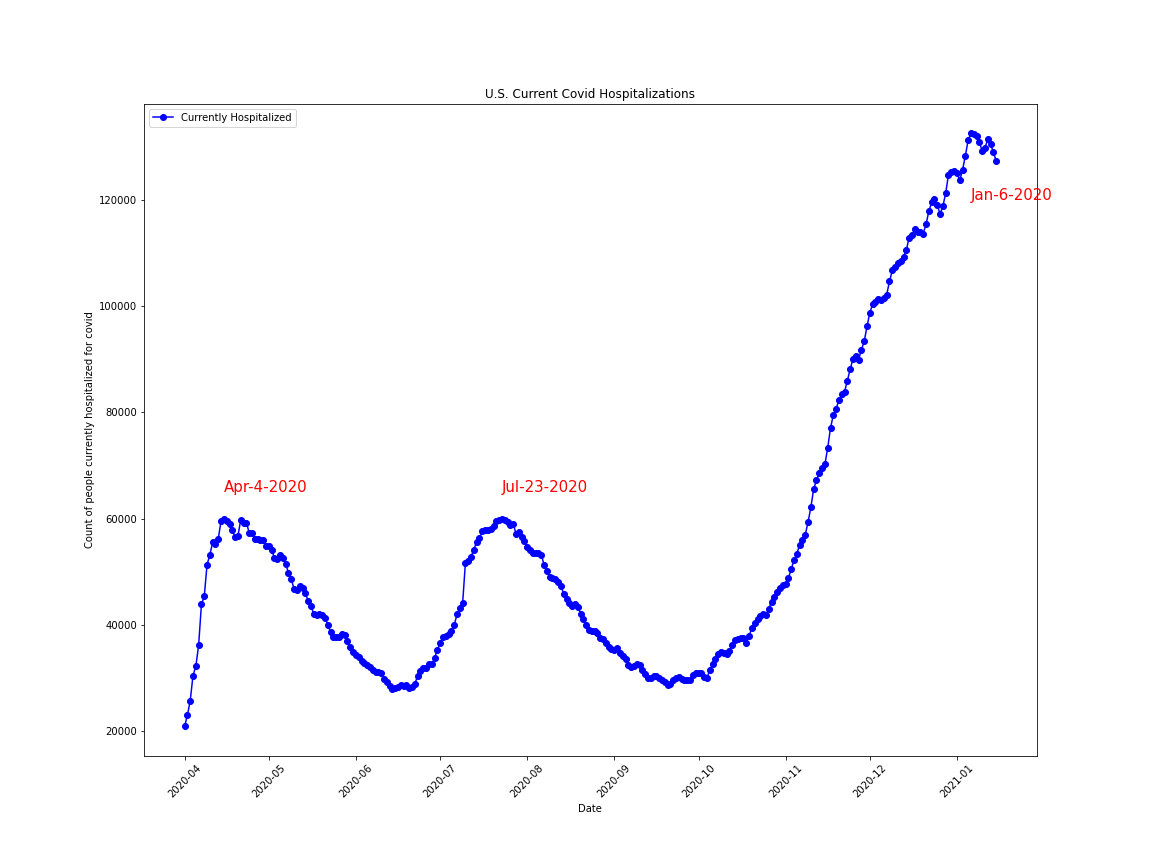 U.S. Current Covid Hospitalizations
Currently Hospitalized
Jan-6-2020
Apr-4-2020
Jul-23-2020
Count of people currently hospitalized for covid
120000
100000
80000
60000
40000
20000
2020-04
2020-05
2020-06
2020-07
2020-08
2020-09
2020-10
2020-11
2020-12
2021-01
Date